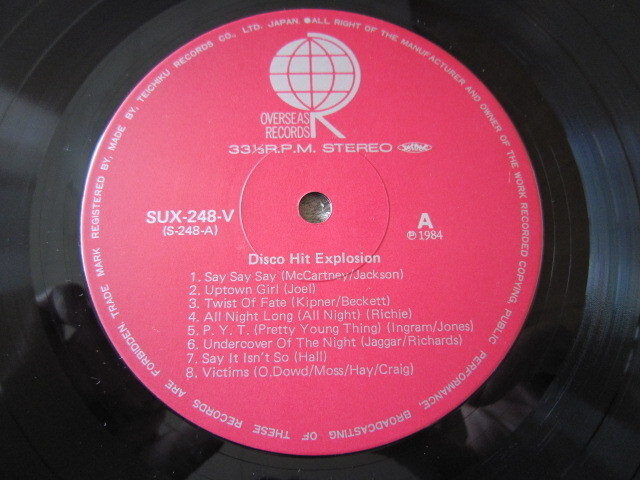 REGISTERED BY, MADE BY, TEICHIKU RECORDS CO., LTD. JAPAN. ●ALL RIGHT OF THE MANUFACTURER AND OWNER OF THE WORK RECORDED COPYING PUBLIC PERFORMANCE, BROADCASTING OF THESE RECORDS ARE FORBIDDEN, TRADE MARK
OVERSEAS
RECORDS
33⅓R.P.M. STEREO
SUX-248-V
(S-248-A)
A
Ⓟ1984
Disco Hit Explosion
1. Say Say Say (McCartney/Jackson)
2. Uptown Girl (Joel)
3. Twist Of Fate (Kipner/Beckett)
4. All Night Long (All Night) (Richie)
5. P. Y. T. (Pretty Young Thing) (Ingram/Jones)
6. Undercover Of The Night (Jaggar/Richards)
7. Say It Isn't So (Hall)
8. Victims (O.Dowd/Moss/Hay/Craig)